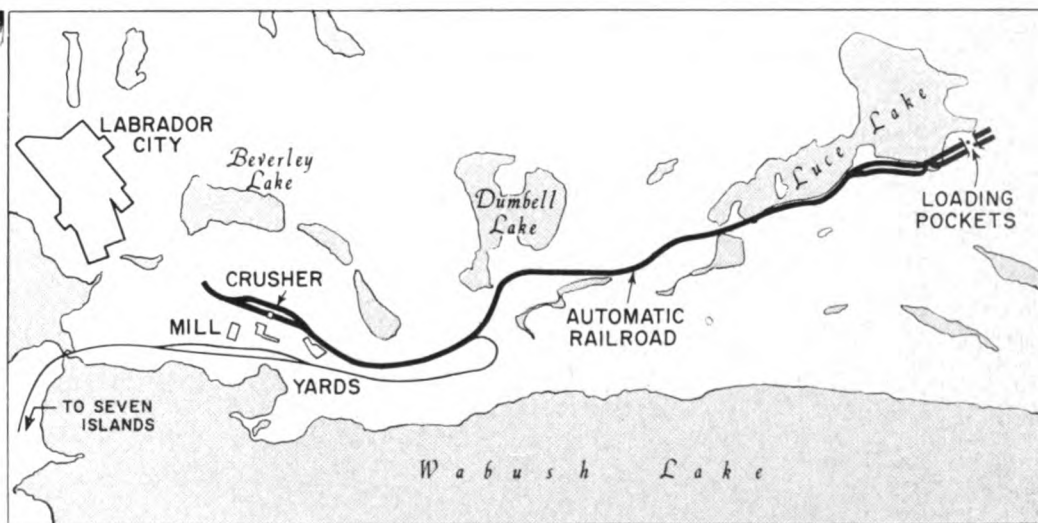 LABRADOR
CITY
Beverley
Lake
Dumbell
Lake
Luce Lake
LOADING
POCKETS
CRUSHER
MILL
AUTOMATIC
RAILROAD
YARDS
TO SEVEN
ISLANDS
Wabush Lake